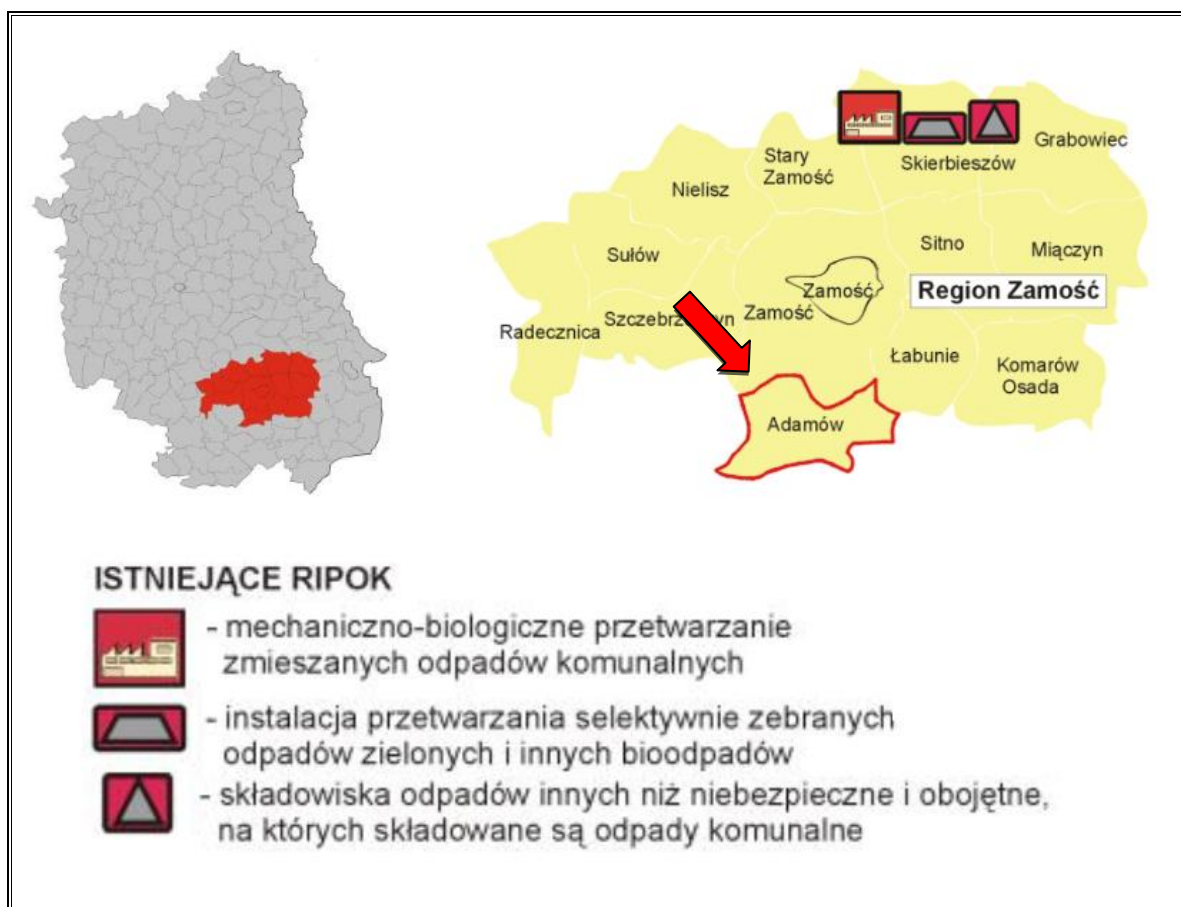 Grabowiec
Stary
Zamość
Skierbieszów
Nielisz
Sitno
Miączyn
Sułów
Zamość
Region Zamość
Radecznica
Zamość
Łabunie
Komarów
Osada
Adamów
ISTNIEJĄCE RIPOK
- mechaniczno-biologiczne przetwarzanie
zmieszanych odpadów komunalnych
- instalacja przetwarzania selektywnie zebranych
odpadów zielonych i innych bioodpadów
- składowiska odpadów innych niż niebezpieczne i obojętne,
na których składowane są odpady komunalne